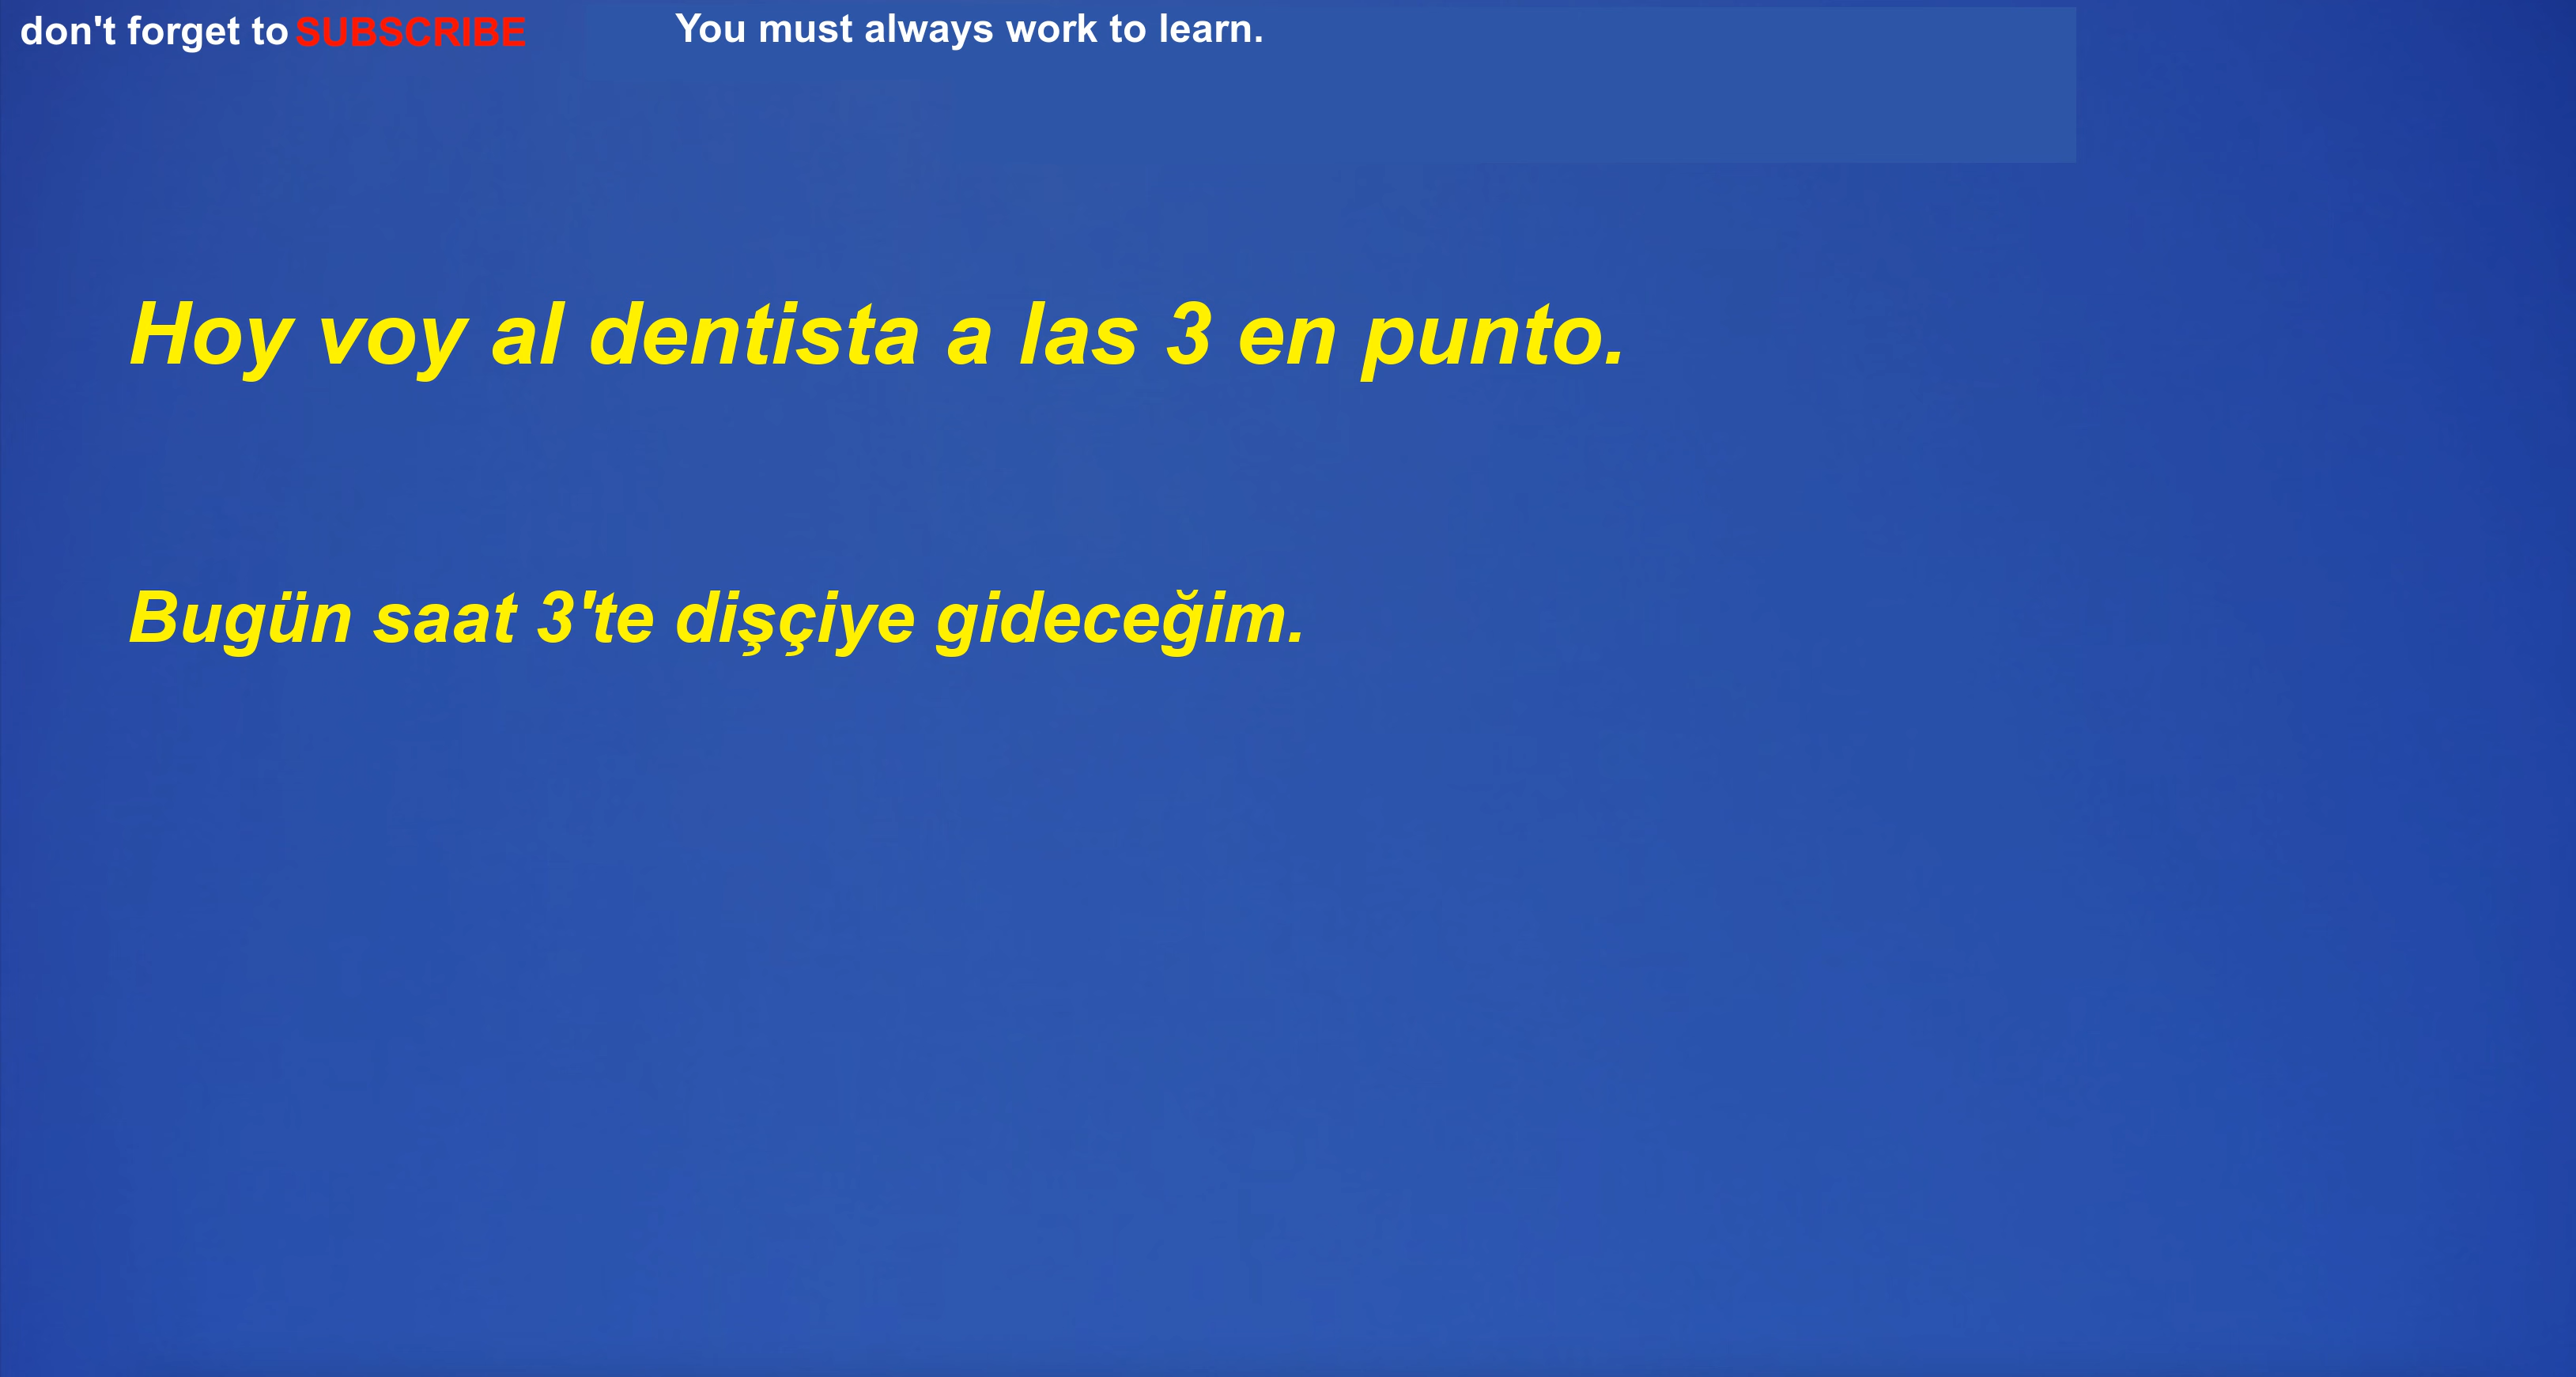 don't forget to SUBSCRIBE You must always work to learn.
Hoy voy al dentista a las 3 en punto.
Bugün saat 3'te dişçiye gideceğim.